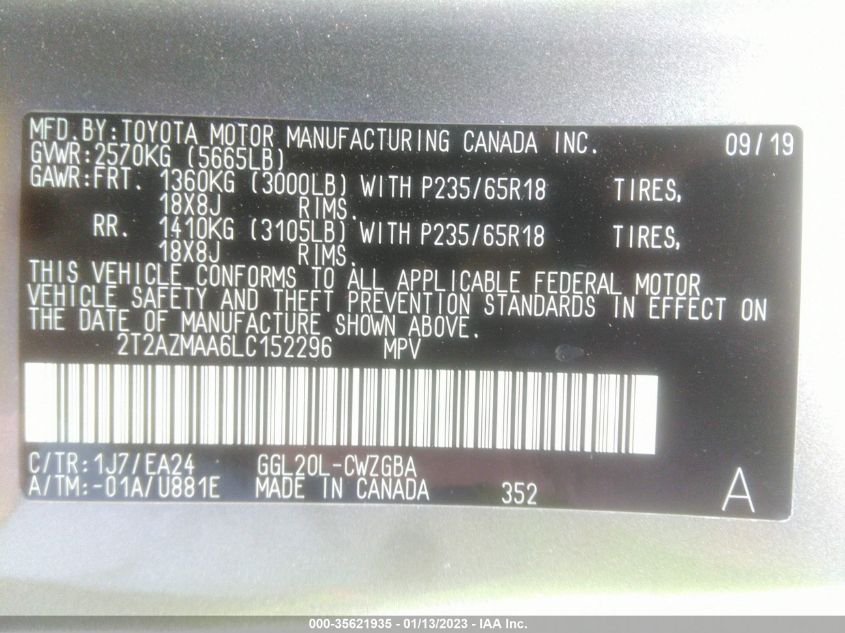 MFD.BY:TOYOTA MOTOR MANUFACTURING CANADA INC. 09/19
GVWR:2570KG (5665LB)
GAWR:FRT. 1360KG (3000LB) WITH P235/65R18 TIRES,
18X8J RIMS.
RR. 1410KG (3105LB) WITH P235/65R18 TIRES,
18X8J RIMS.
THIS VEHICLE CONFORMS TO ALL APPLICABLE FEDERAL MOTOR
VEHICLE SAFETY AND THEFT PREVENTION STANDARDS IN EFFECT ON
THE DATE OF MANUFACTURE SHOWN ABOVE.
2T2AZMAA6LC152296 MPV
C/TR:1J7/EA24 GGL20L-CWZGBA
A/TM:-01A/U881E MADE IN CANADA 352 A
000-35621935 - 01/13/2023 - IAA Inc.